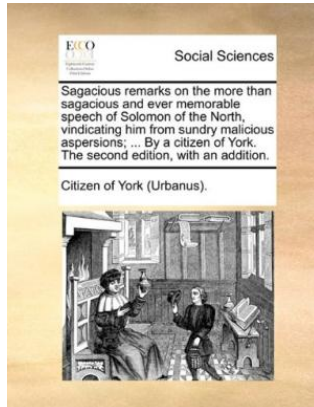 ECCO
Social Sciences
Sagacious remarks on the more than
sagacious and ever memorable
speech of Solomon of the North,
vindicating him from sundry malicious
aspersions; ... By a citizen of York.
The second edition, with an addition.
Citizen of York (Urbanus).